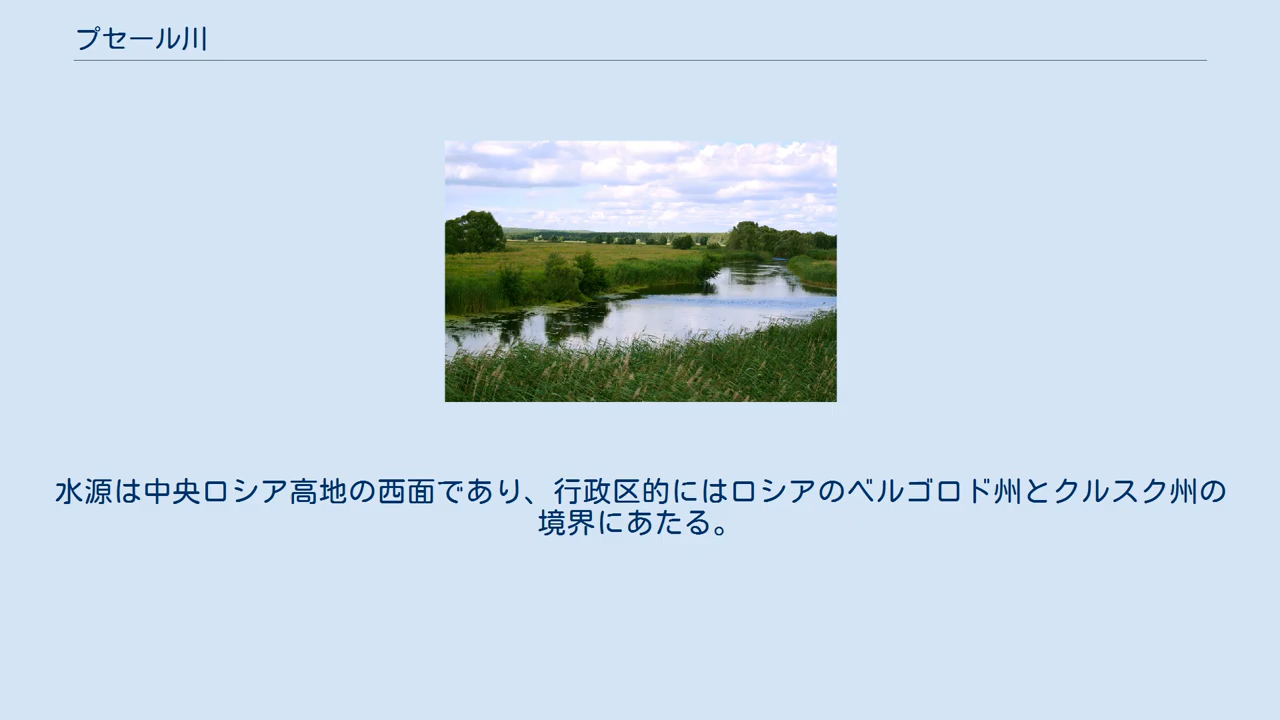 プセール川
水源は中央ロシア高地の西面であり、行政区的にはロシアのベルゴロド州とクルスク州の
境界にあたる。